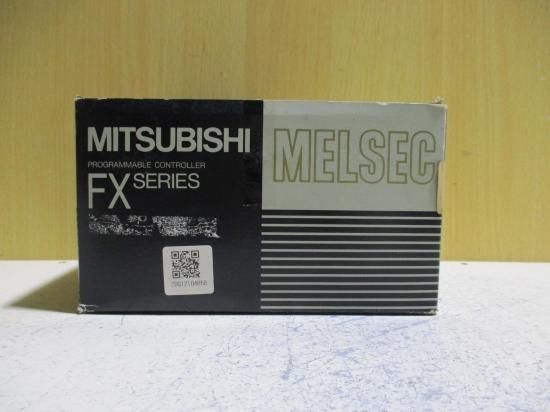 MITSUBISHI
PROGRAMMABLE CONTROLLER
FX SERIES
MELSEC